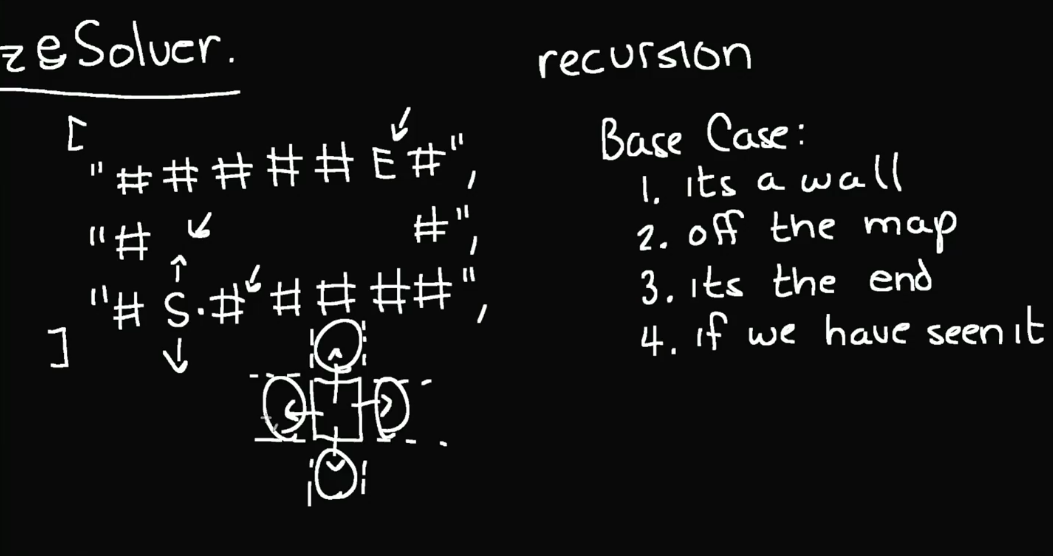 zeSolver.
recursion
[
"#####E#",
"# #",
"#S.#####",
]
Base Case:
1. its a wall
2. off the map
3. its the end
4. if we have seen it